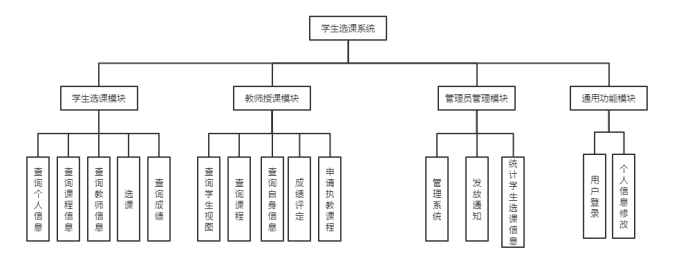 学生选课系统
学生选课模块
教师授课模块
管理员管理模块
通用功能模块
查询个人信息
查询课程信息
查询教师信息
选课
查询成绩
查询学生视图
查询课程
查询自身信息
成绩评定
申请执教课程
管理系统
发放通知
统计学生选课信息
用户登录
个人信息修改